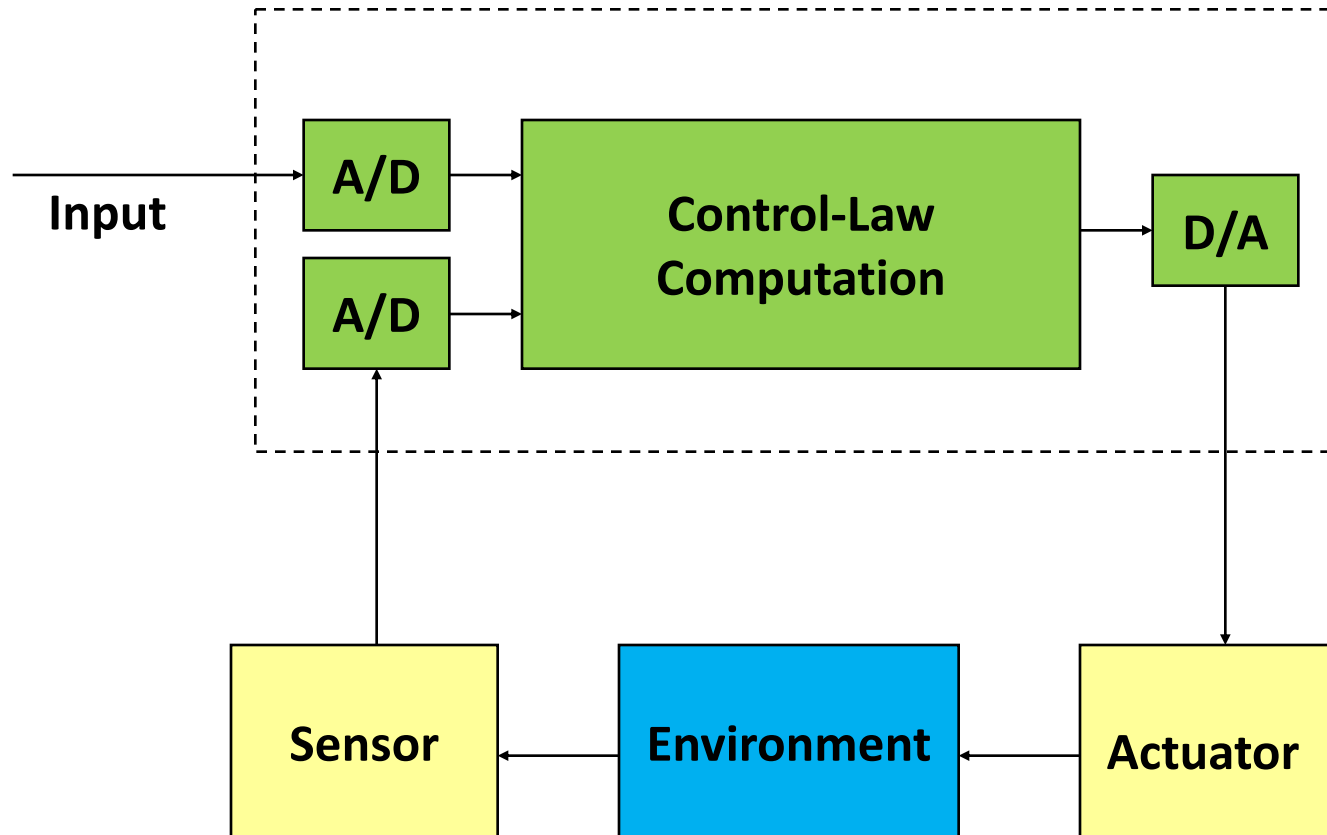 A/D
Input
A/D
Control-Law
Computation
D/A
Sensor
Environment
Actuator